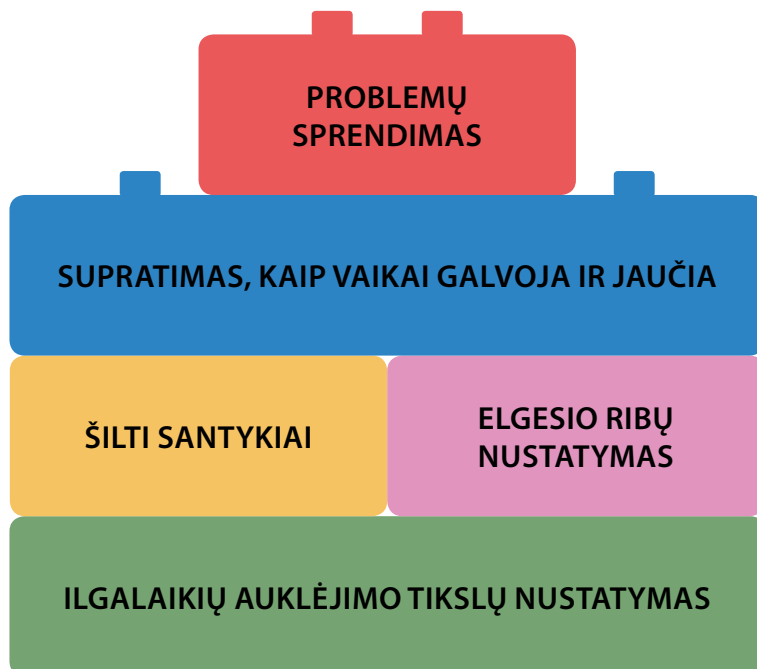 PROBLEMŲ
SPRENDIMAS
SUPRATIMAS, KAIP VAIKAI GALVOJA IR JAUČIA
ŠILTI SANTYKIAI
ELGESIO RIBŲ
NUSTATYMAS
ILGALAIKIŲ AUKLĖJIMO TIKSLŲ NUSTATYMAS